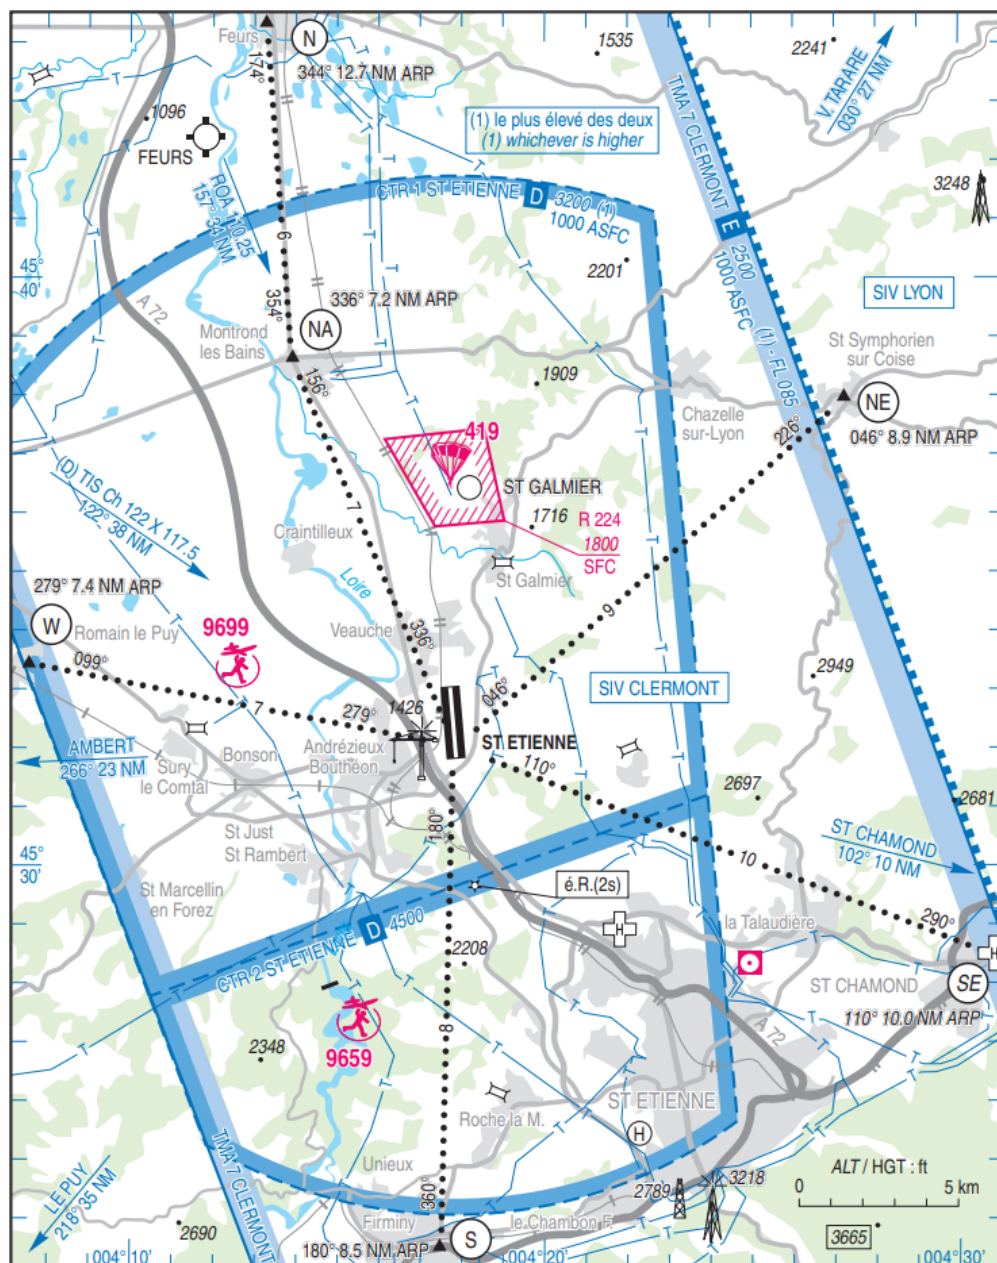 Feurs
N
344° 12.7 NM ARP
174°
1535
2241
V. TARARE
030° 27 NM
TMA 7 CLERMONT E 2500
1000 ASFC (1) - FL 085
1096
FEURS
(1) le plus élevé des deux
(1) whichever is higher
3248
ROA 110.25
157° 34 NM
CTR 1 ST ETIENNE D 3200 (1)
1000 ASFC
6
2201
45°
40'
SIV LYON
354°
336° 7.2 NM ARP
A 72
NA
Montrond
les Bains
St Symphorien
sur Coise
156°
1909
NE
046° 8.9 NM ARP
Chazelle
sur-Lyon
226°
419
(D) TIS Ch 122 X 117.5
122° 38 NM
ST GALMIER
7
1716
R 224
1800
SFC
Craintilleux
St Galmier
Loire
279° 7.4 NM ARP
W
Romain le Puy
9699
Veauche
336°
9
099°
2949
7
279°
1426
046°
SIV CLERMONT
AMBERT
266° 23 NM
Sury
le Comtal
Bonson
Andrézieux
Bouthéon
ST ETIENNE
110°
2697
2681
St Just
St Rambert
180°
ST CHAMOND
102° 10 NM
10
45°
30'
é.R.(2s)
St Marcellin
en Forez
la Talaudière
290°
CTR 2 ST ETIENNE D 4500
2208
ST CHAMOND
SE
110° 10.0 NM ARP
A 72
8
9659
2348
Roche la M.
ST ETIENNE
H
TMA 7 CLERMONT
Unieux
360°
LE PUY
218° 35 NM
2690
Firminy
le Chambon F.
S
180° 8.5 NM ARP
2789
3218
ALT / HGT : ft
0 5 km
3665
004°10'
004°20'
004°30'